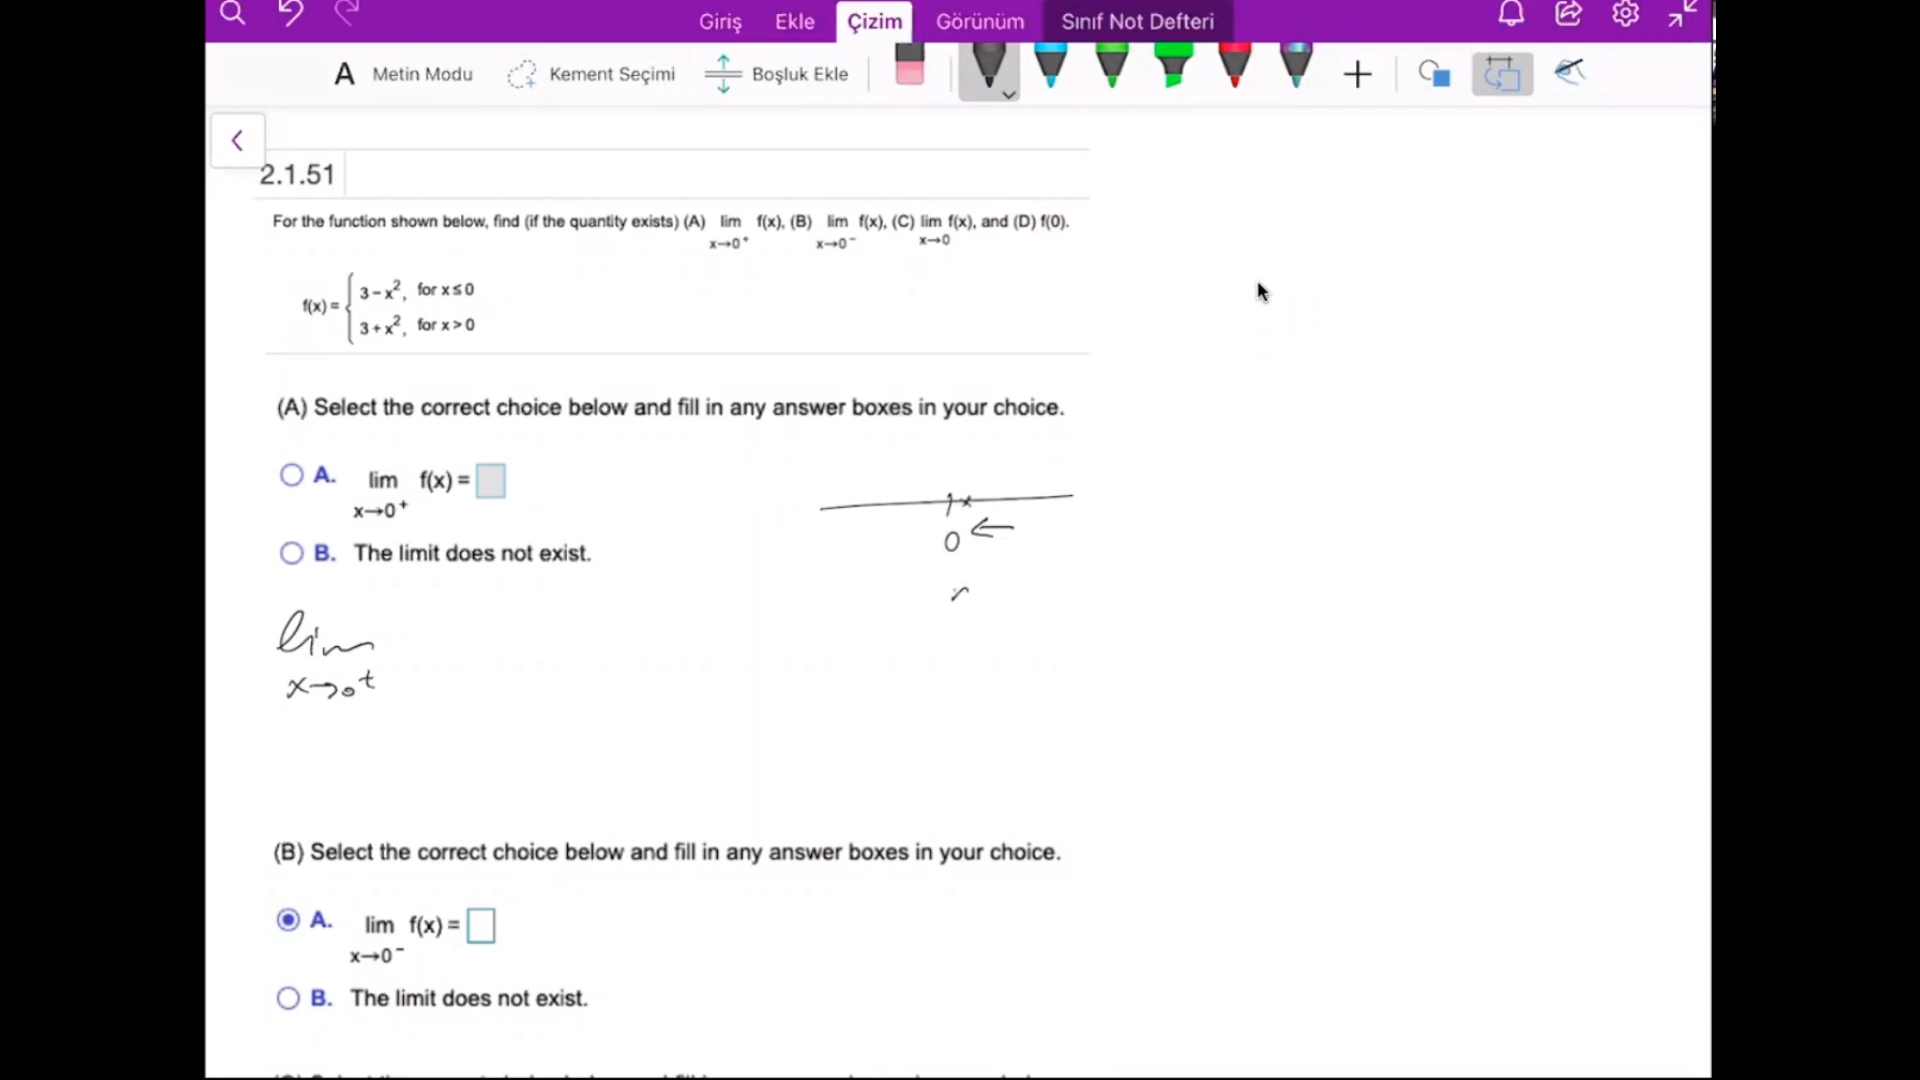 Giriş Ekle Çizim Görünüm Sınıf Not Defteri
A Metin Modu Kement Seçimi Boşluk Ekle
2.1.51
For the function shown below, find (if the quantity exists) (A) lim f(x), (B) lim f(x), (C) lim f(x), and (D) f(0).
x→0⁺ x→0⁻ x→0
3 − x², for x ≤ 0
f(x) =
3 + x², for x > 0
(A) Select the correct choice below and fill in any answer boxes in your choice.
A. lim f(x) =
x→0⁺
x
0 ←
B. The limit does not exist.
lim
x→0⁺
(B) Select the correct choice below and fill in any answer boxes in your choice.
A. lim f(x) =
x→0⁻
B. The limit does not exist.